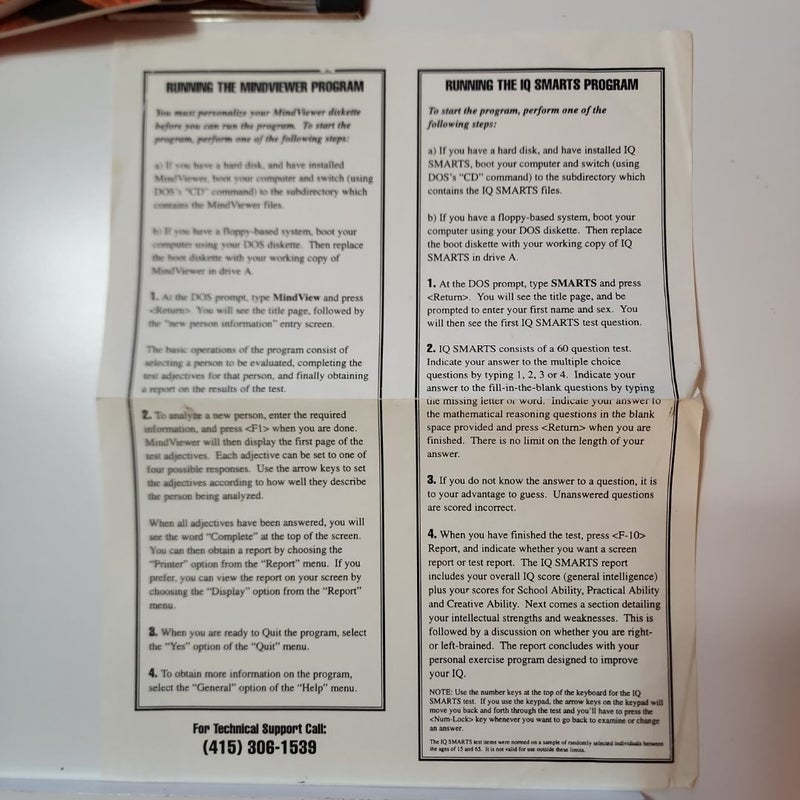 RUNNING THE MINDVIEWER PROGRAM
You must personalize your MindViewer diskette
before you can run the program. To start the
program, perform one of the following steps:
a) If you have a hard disk, and have installed
MindViewer, boot your computer and switch (using
DOS's "CD" command) to the subdirectory which
contains the MindViewer files.
b) If you have a floppy-based system, boot your
computer using your DOS diskette. Then replace
the boot diskette with your working copy of
MindViewer in drive A.
1. At the DOS prompt, type MindView and press
<Return>. You will see the title page, followed by
the "new person information" entry screen.
The basic operations of the program consist of
selecting a person to be evaluated, completing the
test adjectives for that person, and finally obtaining
a report on the results of the test.
2. To analyze a new person, enter the required
information, and press <F1> when you are done.
MindViewer will then display the first page of the
test adjectives. Each adjective can be set to one of
four possible responses. Use the arrow keys to set
the adjectives according to how well they describe
the person being analyzed.
When all adjectives have been answered, you will
see the word "Complete" at the top of the screen.
You can then obtain a report by choosing the
"Printer" option from the "Report" menu. If you
prefer, you can view the report on your screen by
choosing the "Display" option from the "Report"
menu.
3. When you are ready to Quit the program, select
the "Yes" option of the "Quit" menu.
4. To obtain more information on the program,
select the "General" option of the "Help" menu.
For Technical Support Call:
(415) 306-1539
RUNNING THE IQ SMARTS PROGRAM
To start the program, perform one of the
following steps:
a) If you have a hard disk, and have installed IQ
SMARTS, boot your computer and switch (using
DOS's "CD" command) to the subdirectory which
contains the IQ SMARTS files.
b) If you have a floppy-based system, boot your
computer using your DOS diskette. Then replace
the boot diskette with your working copy of IQ
SMARTS in drive A.
1. At the DOS prompt, type SMARTS and press
<Return>. You will see the title page, and be
prompted to enter your first name and sex. You
will then see the first IQ SMARTS test question.
2. IQ SMARTS consists of a 60 question test.
Indicate your answer to the multiple choice
questions by typing 1, 2, 3 or 4. Indicate your
answer to the fill-in-the-blank questions by typing
the missing letter or word. Indicate your answer to
the mathematical reasoning questions in the blank
space provided and press <Return> when you are
finished. There is no limit on the length of your
answer.
3. If you do not know the answer to a question, it is
to your advantage to guess. Unanswered questions
are scored incorrect.
4. When you have finished the test, press <F-10>
Report, and indicate whether you want a screen
report or test report. The IQ SMARTS report
includes your overall IQ score (general intelligence)
plus your scores for School Ability, Practical Ability
and Creative Ability. Next comes a section detailing
your intellectual strengths and weaknesses. This is
followed by a discussion on whether you are right-
or left-brained. The report concludes with your
personal exercise program designed to improve
your IQ.
NOTE: Use the number keys at the top of the keyboard for the IQ
SMARTS test. If you use the keypad, the arrow keys on the keypad will
move you back and forth through the test and you'll have to press the
<Num-Lock> key whenever you want to go back to examine or change
an answer.
The IQ SMARTS test items were normed on a sample of randomly selected individuals between
the ages of 15 and 65. It is not valid for use outside these limits.